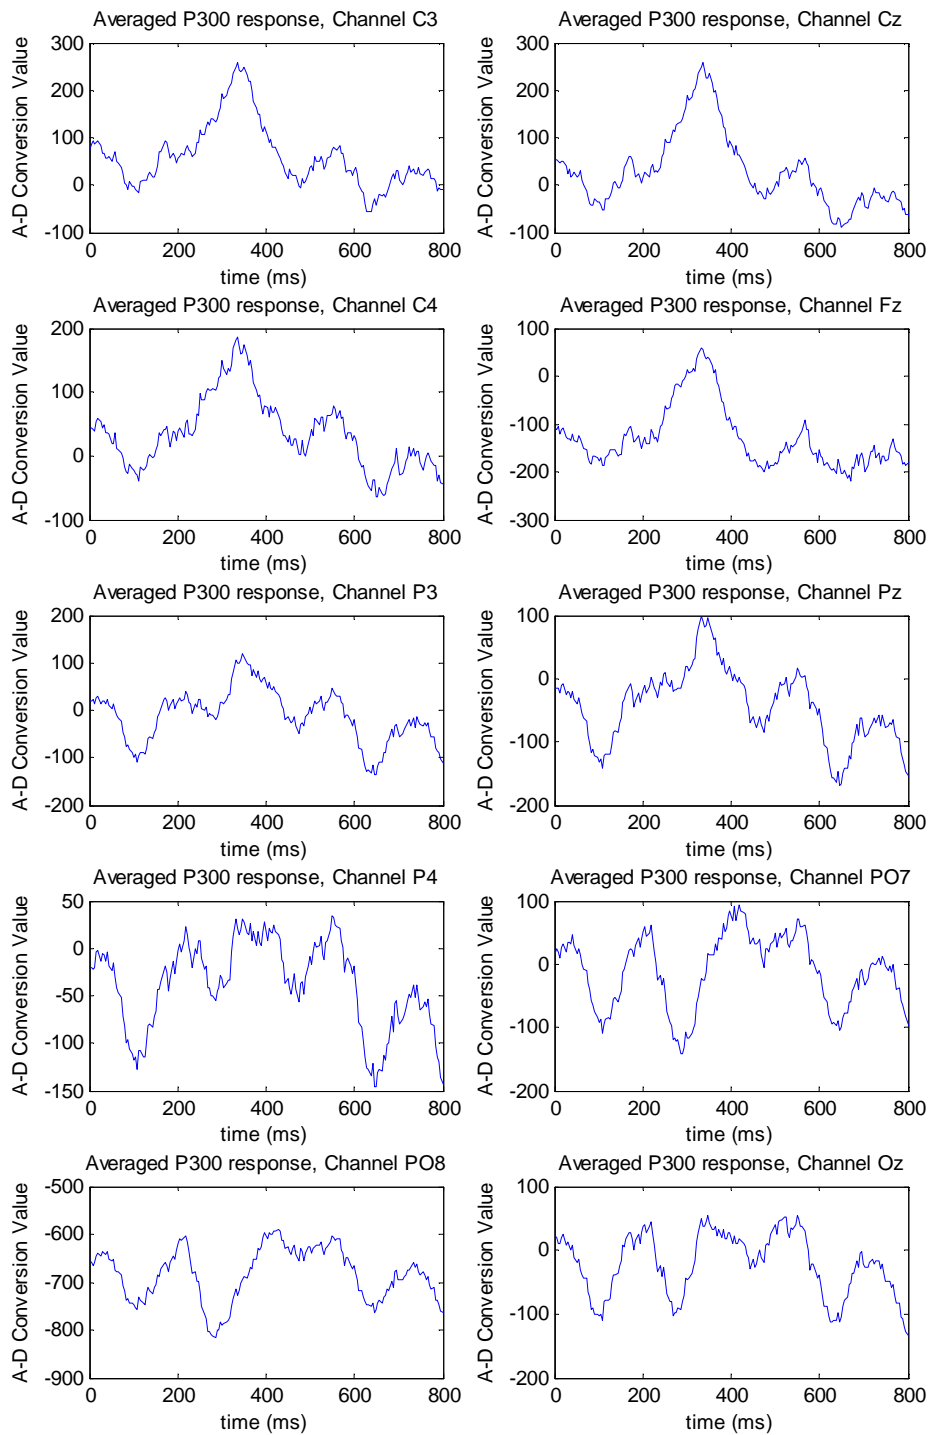 Averaged P300 response, Channel C3
A-D Conversion Value
300
200
100
0
-100
0 200 400 600 800
time (ms)
Averaged P300 response, Channel Cz
A-D Conversion Value
300
200
100
0
-100
0 200 400 600 800
time (ms)
Averaged P300 response, Channel C4
A-D Conversion Value
200
100
0
-100
0 200 400 600 800
time (ms)
Averaged P300 response, Channel Fz
A-D Conversion Value
100
0
-100
-200
-300
0 200 400 600 800
time (ms)
Averaged P300 response, Channel P3
A-D Conversion Value
200
100
0
-100
-200
0 200 400 600 800
time (ms)
Averaged P300 response, Channel Pz
A-D Conversion Value
100
0
-100
-200
0 200 400 600 800
time (ms)
Averaged P300 response, Channel P4
A-D Conversion Value
50
0
-50
-100
-150
0 200 400 600 800
time (ms)
Averaged P300 response, Channel PO7
A-D Conversion Value
100
0
-100
-200
0 200 400 600 800
time (ms)
Averaged P300 response, Channel PO8
A-D Conversion Value
-500
-600
-700
-800
-900
0 200 400 600 800
time (ms)
Averaged P300 response, Channel Oz
A-D Conversion Value
100
0
-100
-200
0 200 400 600 800
time (ms)